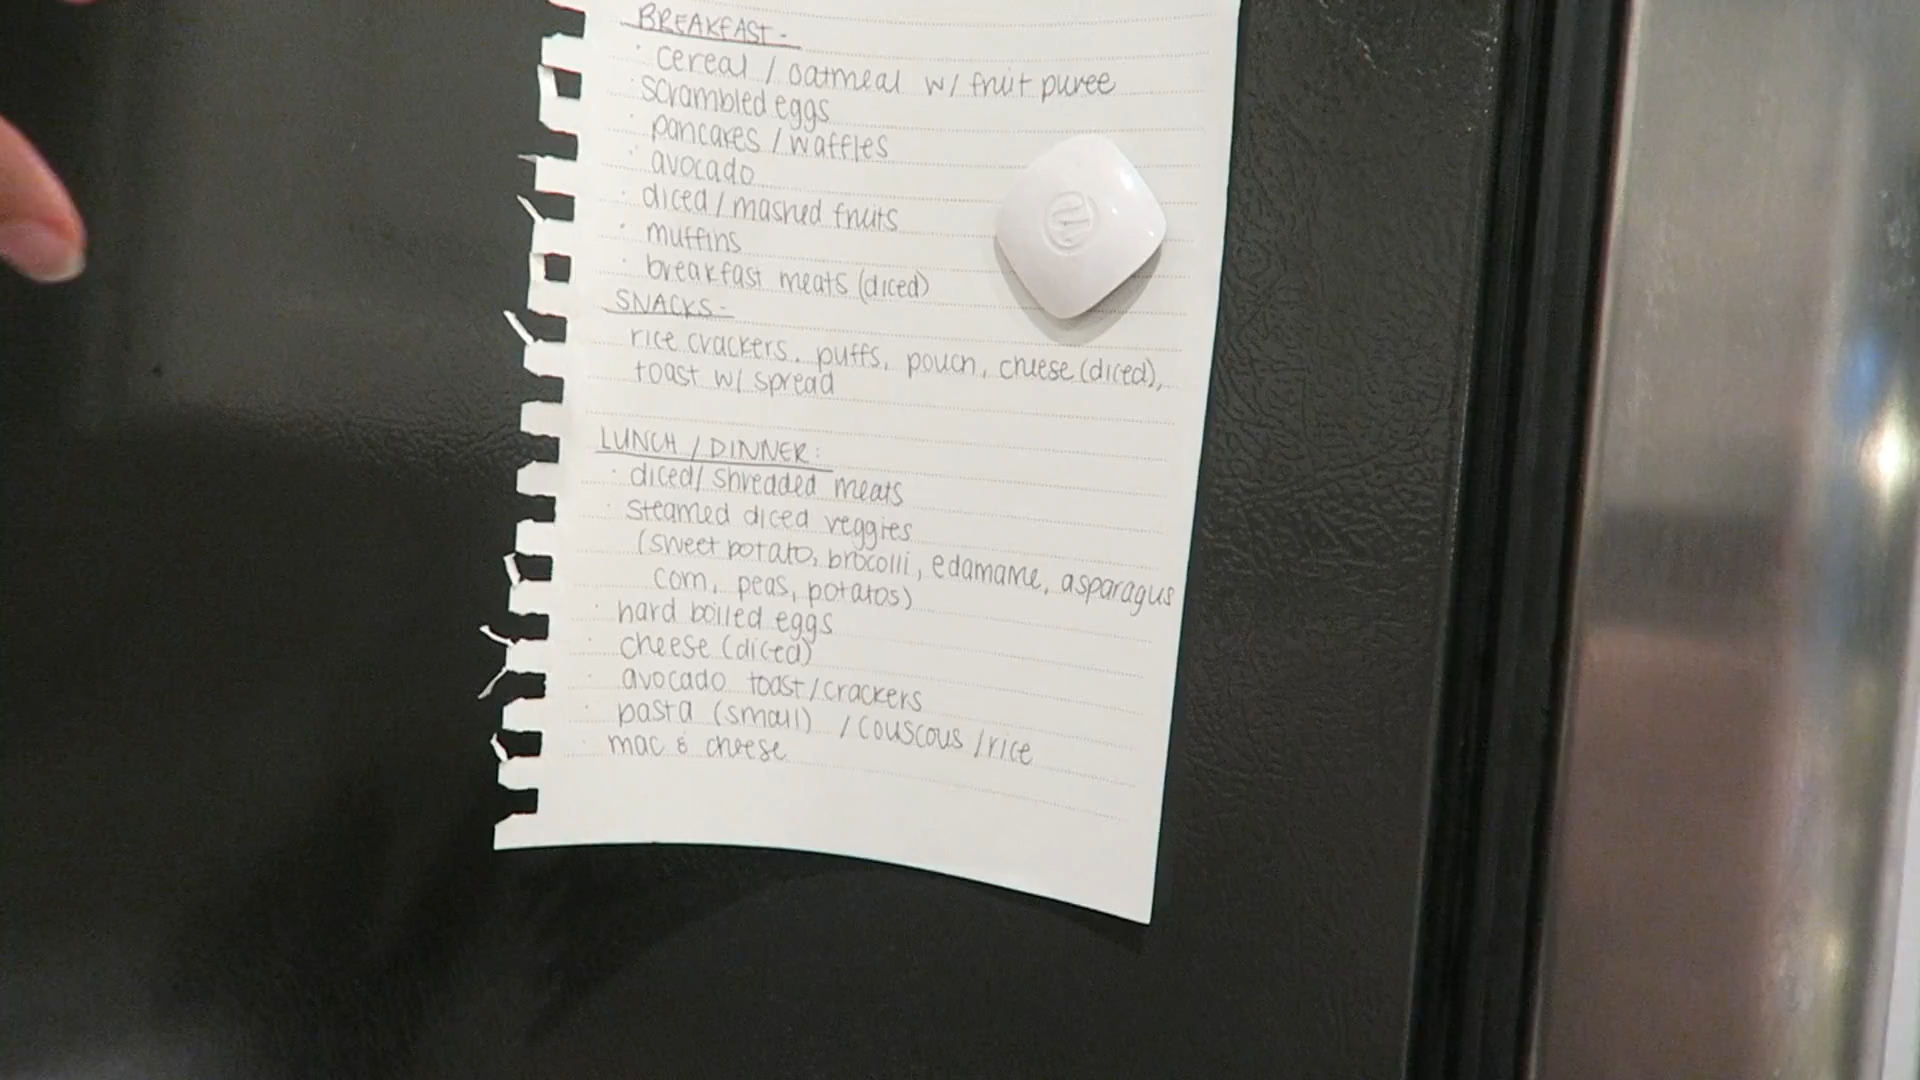 BREAKFAST -
· cereal / oatmeal w/ fruit puree
· scrambled eggs
· pancakes / waffles
· avocado
· diced / mashed fruits
· muffins
· breakfast meats (diced)
SNACKS -
rice crackers, puffs, pouch, cheese (diced),
toast w/ spread
LUNCH / DINNER:
· diced / shredded meats
· steamed diced veggies
(sweet potato, brocolli, edamame, asparagus
corn, peas, potatos)
· hard boiled eggs
· cheese (diced)
· avocado toast / crackers
· pasta (small) / couscous / rice
· mac & cheese